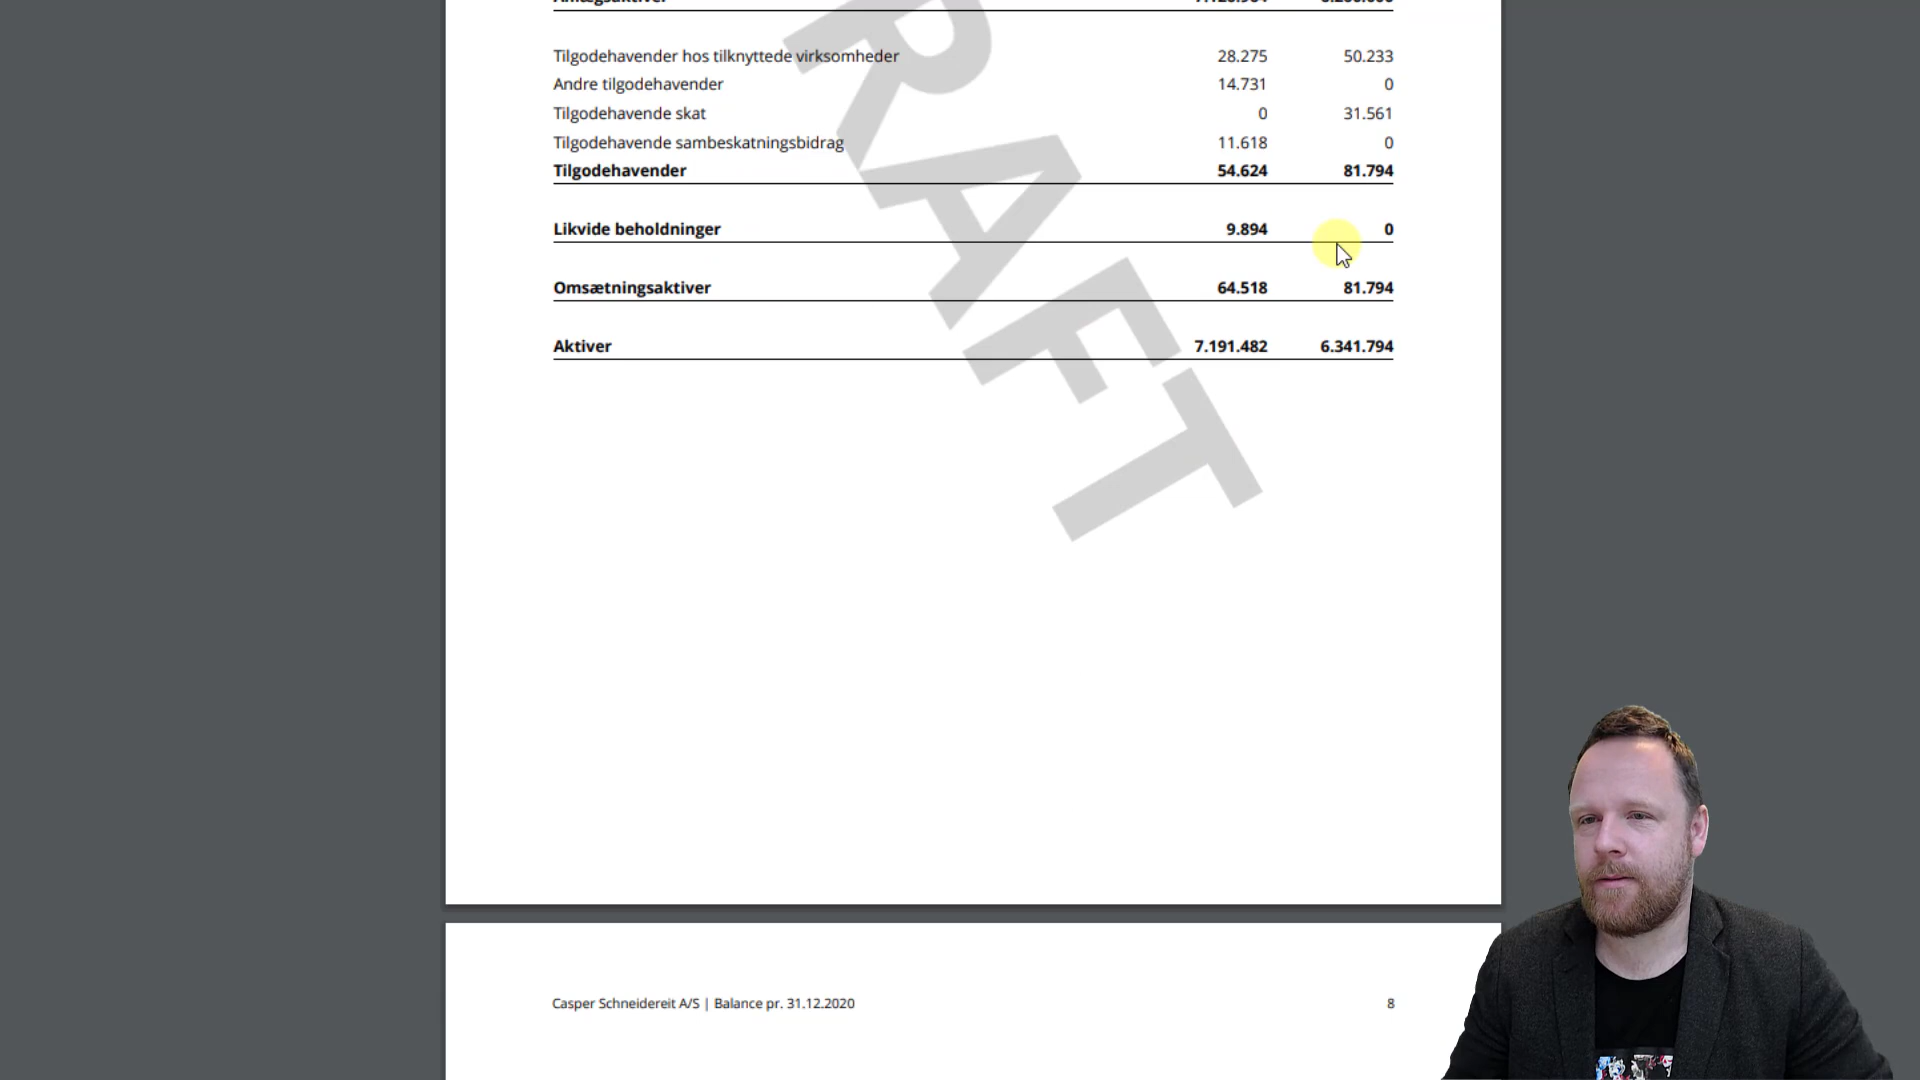 Anlægsaktiver
Tilgodehavender hos tilknyttede virksomheder 28.275 50.233
Andre tilgodehavender 14.731 0
Tilgodehavende skat 0 31.561
Tilgodehavende sambeskatningsbidrag 11.618 0
Tilgodehavender 54.624 81.794
Likvide beholdninger 9.894 0
Omsætningsaktiver 64.518 81.794
Aktiver 7.191.482 6.341.794
RAFT
Casper Schneidereit A/S | Balance pr. 31.12.2020 8